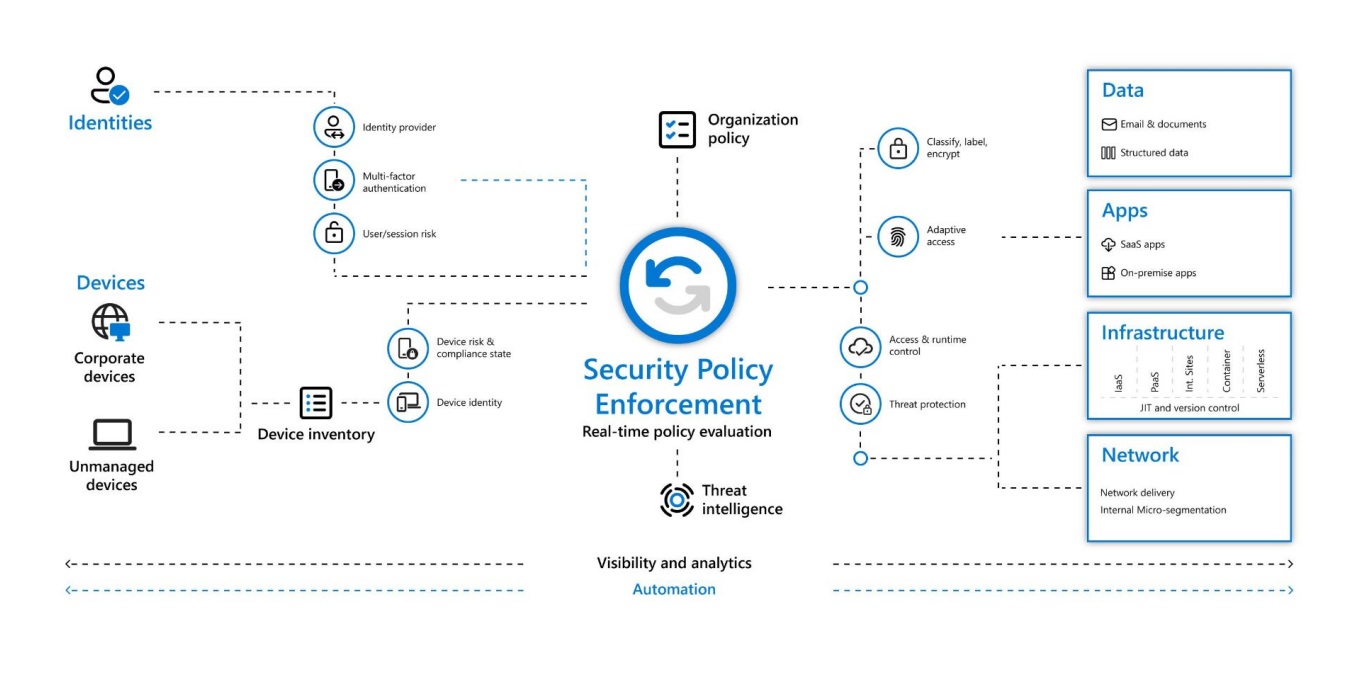 Identities
Identity provider
Multi-factor
authentication
User/session risk
Devices
Corporate
devices
Unmanaged
devices
Device inventory
Device risk &
compliance state
Device identity
Organization
policy
Security Policy
Enforcement
Real-time policy evaluation
Threat
intelligence
Classify, label,
encrypt
Adaptive
access
Access & runtime
control
Threat protection
Data
Email & documents
Structured data
Apps
SaaS apps
On-premise apps
Infrastructure
IaaS
PaaS
Int. Sites
Container
Serverless
JIT and version control
Network
Network delivery
Internal Micro-segmentation
Visibility and analytics
Automation